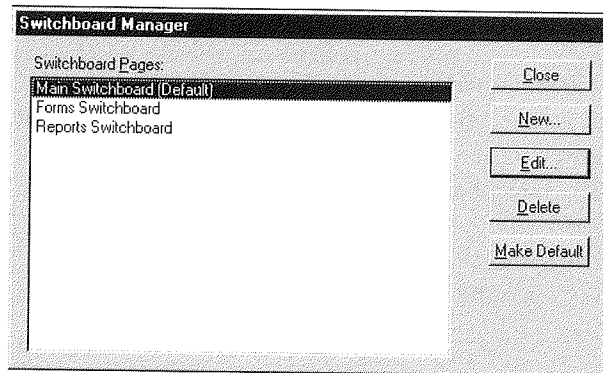 Switchboard Manager
Switchboard Pages:
Main Switchboard (Default)
Forms Switchboard
Reports Switchboard
Close
New...
Edit...
Delete
Make Default